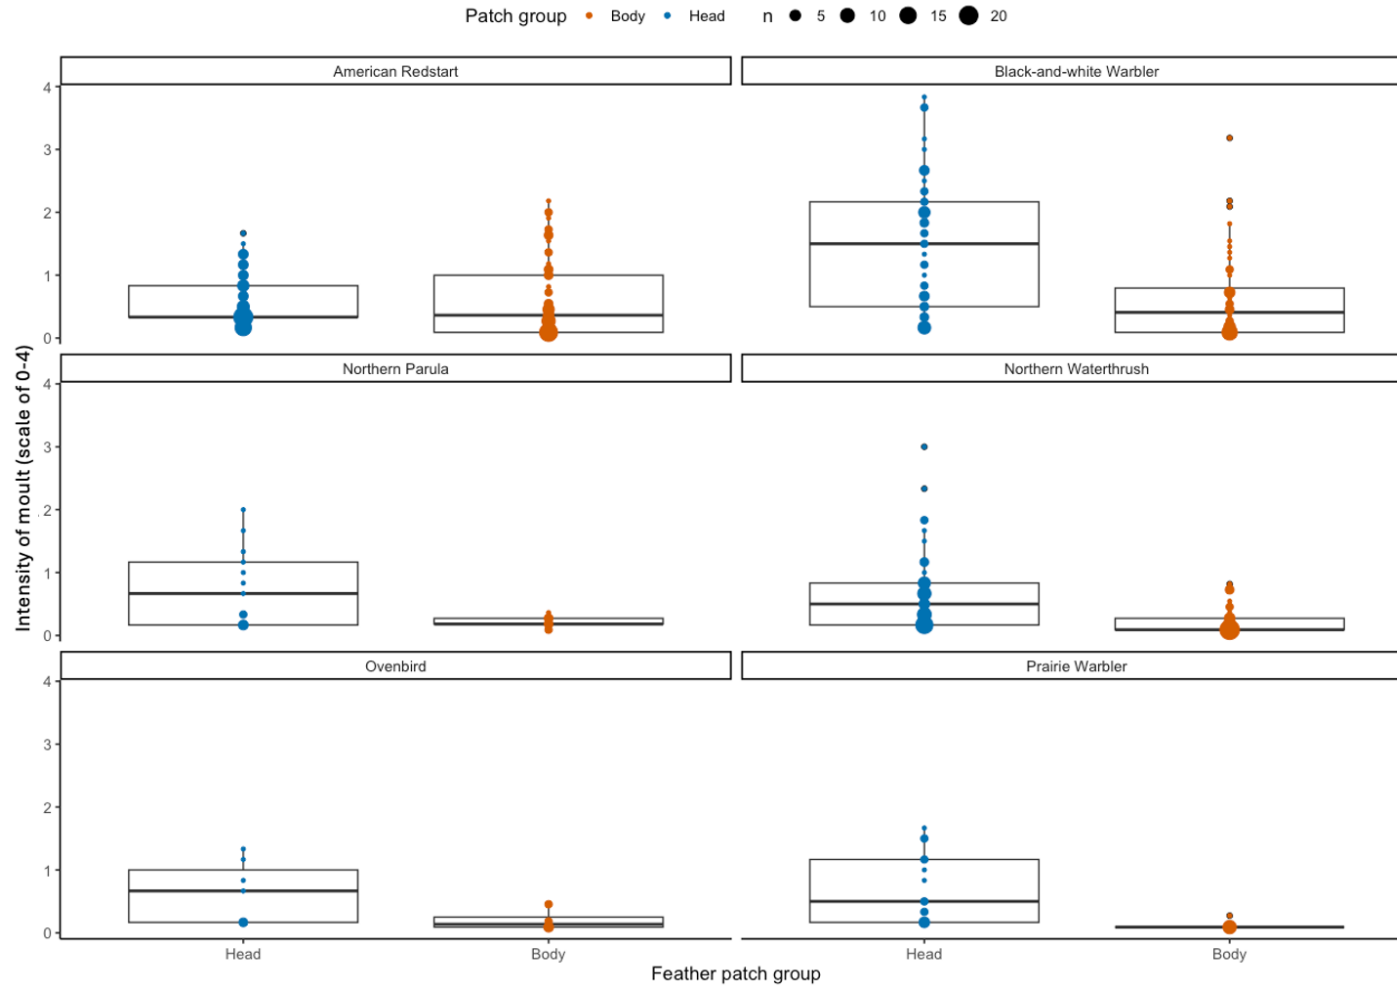 Patch group Body Head n 5 10 15 20
American Redstart Black-and-white Warbler
4
3
2
1
0
Northern Parula Northern Waterthrush
4
3
2
1
0
Ovenbird Prairie Warbler
4
3
2
1
0
Intensity of moult (scale of 0-4)
Head Body Head Body
Feather patch group